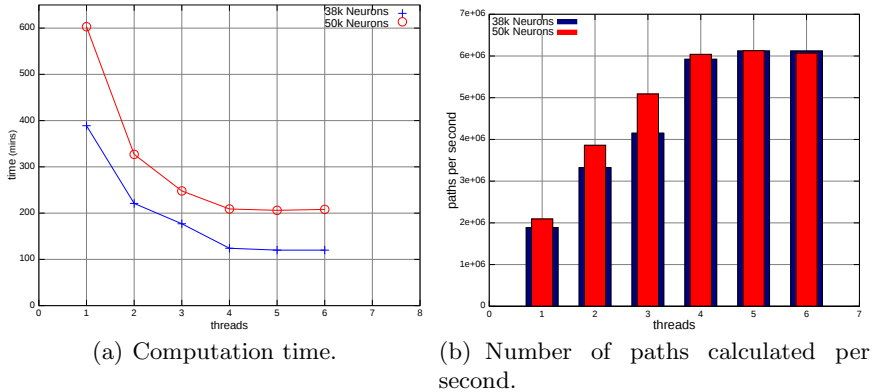 600
500
400
300
200
100
0
0 1 2 3 4 5 6 7 8
time (mins)
threads
38k Neurons
50k Neurons
(a) Computation time.
7e+06
6e+06
5e+06
4e+06
3e+06
2e+06
1e+06
0
0 1 2 3 4 5 6 7
paths per second
threads
38k Neurons
50k Neurons
(b) Number of paths calculated per
second.